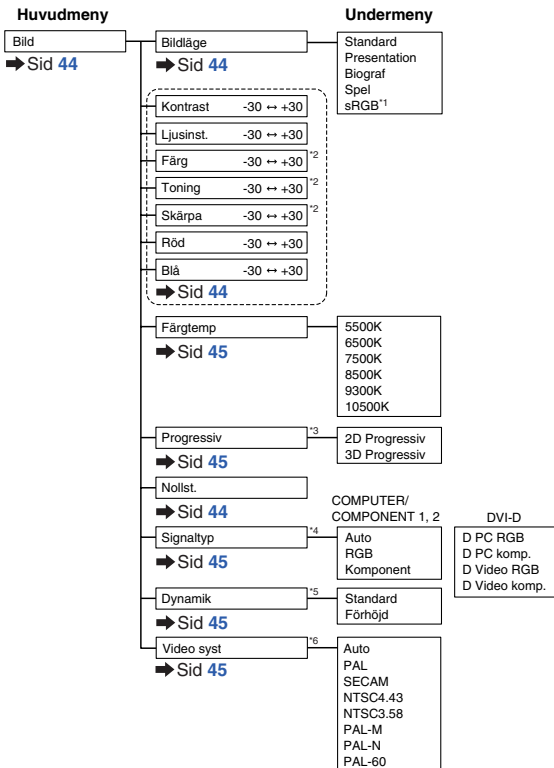 Huvudmeny
Undermeny
Bild
➡ Sid 44
Bildläge
➡ Sid 44
Standard
Presentation
Biograf
Spel
sRGB*1
Kontrast -30 ↔ +30
Ljusinst. -30 ↔ +30
Färg -30 ↔ +30 *2
Toning -30 ↔ +30 *2
Skärpa -30 ↔ +30 *2
Röd -30 ↔ +30
Blå -30 ↔ +30
➡ Sid 44
Färgtemp
➡ Sid 45
5500K
6500K
7500K
8500K
9300K
10500K
Progressiv *3
➡ Sid 45
2D Progressiv
3D Progressiv
Nollst.
➡ Sid 44
Signaltyp *4
➡ Sid 45
COMPUTER/
COMPONENT 1, 2
Auto
RGB
Komponent
DVI-D
D PC RGB
D PC komp.
D Video RGB
D Video komp.
Dynamik *5
➡ Sid 45
Standard
Förhöjd
Video syst *6
➡ Sid 45
Auto
PAL
SECAM
NTSC4.43
NTSC3.58
PAL-M
PAL-N
PAL-60